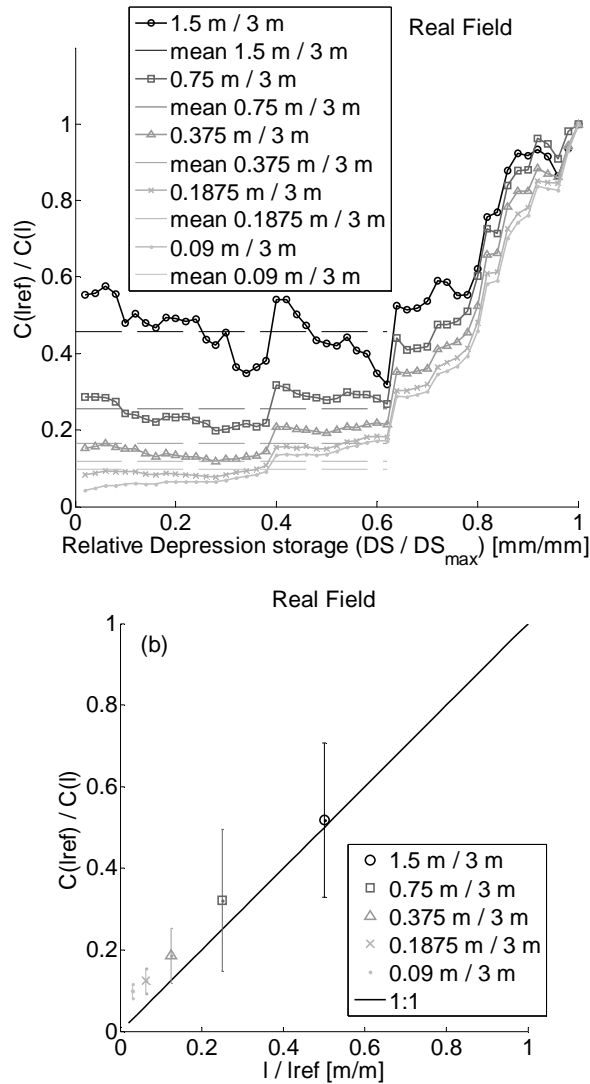 Real Field
1.5 m / 3 m
mean 1.5 m / 3 m
0.75 m / 3 m
mean 0.75 m / 3 m
0.375 m / 3 m
mean 0.375 m / 3 m
0.1875 m / 3 m
mean 0.1875 m / 3 m
0.09 m / 3 m
mean 0.09 m / 3 m
C(lref) / C(l)
1
0.8
0.6
0.4
0.2
0
0 0.2 0.4 0.6 0.8 1
Relative Depression storage (DS / DSmax) [mm/mm]
Real Field
(b)
C(lref) / C(l)
1
0.8
0.6
0.4
0.2
0
1.5 m / 3 m
0.75 m / 3 m
0.375 m / 3 m
0.1875 m / 3 m
0.09 m / 3 m
1:1
0 0.2 0.4 0.6 0.8 1
l / lref [m/m]